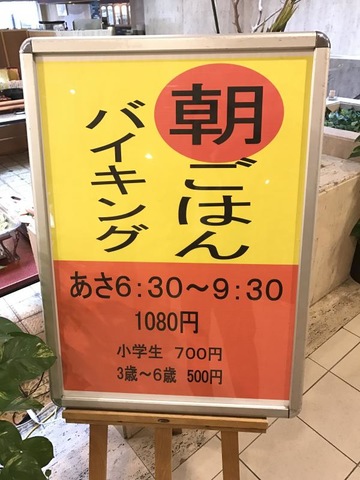 朝ごはん
バイキング
あさ6:30〜9:30
1080円
小学生 700円
3歳〜6歳 500円